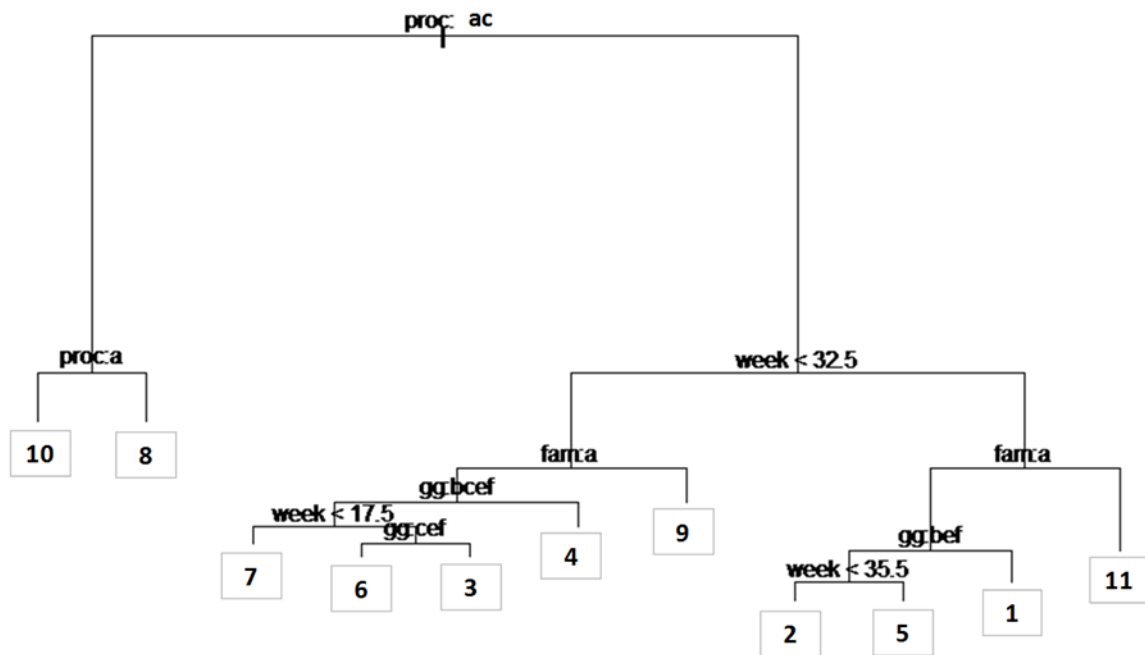 proc: ac
proc:a
week < 32.5
10
8
fam:a
fam:a
gg:bcef
week < 17.5
gg:cef
9
gg:bef
7
6
3
4
week < 35.5
11
2
5
1